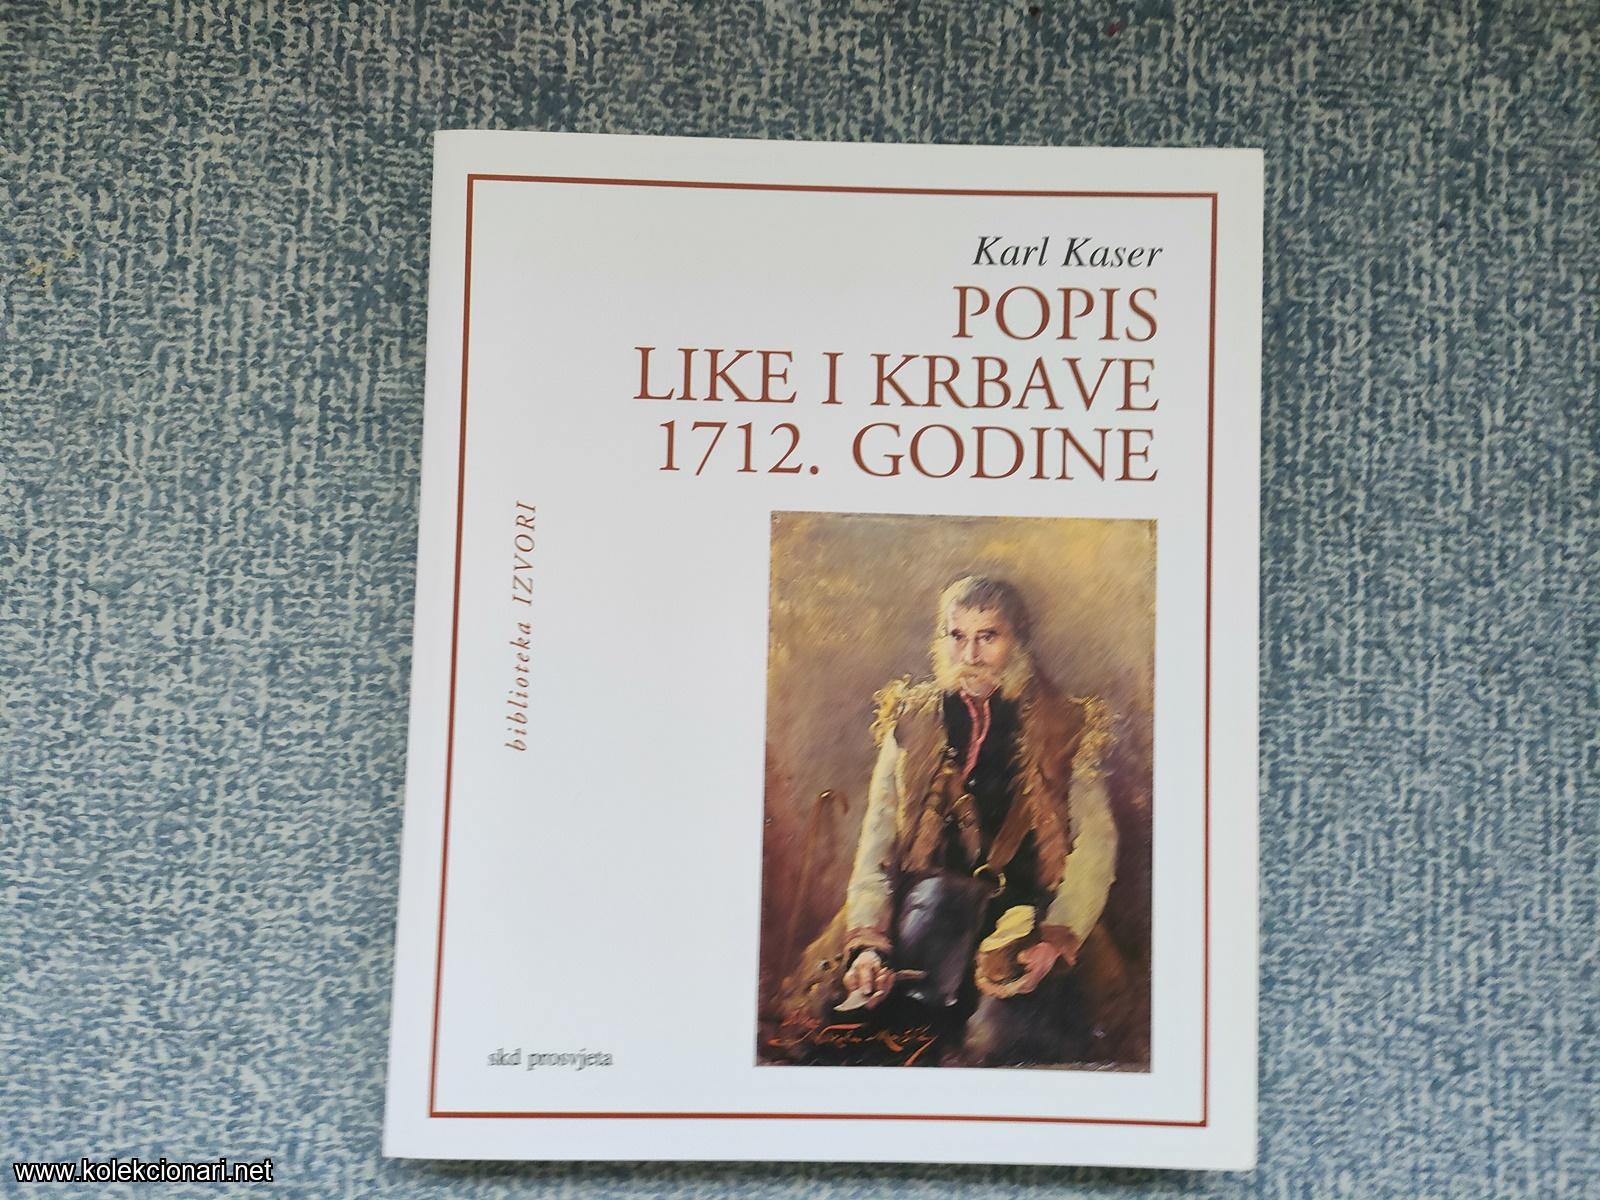 Karl Kaser
POPIS
LIKE I KRBAVE
1712. GODINE
biblioteka IZVORI
skd prosvjeta
www.kolekcionari.net